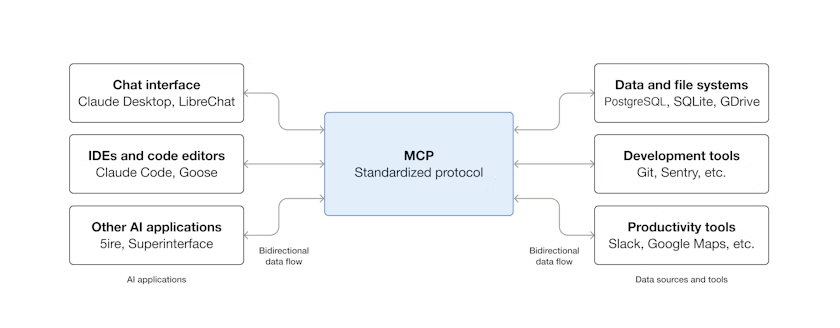 Chat interface
Claude Desktop, LibreChat
IDEs and code editors
Claude Code, Goose
Other AI applications
5ire, Superinterface
AI applications
Bidirectional
data flow
MCP
Standardized protocol
Bidirectional
data flow
Data and file systems
PostgreSQL, SQLite, GDrive
Development tools
Git, Sentry, etc.
Productivity tools
Slack, Google Maps, etc.
Data sources and tools